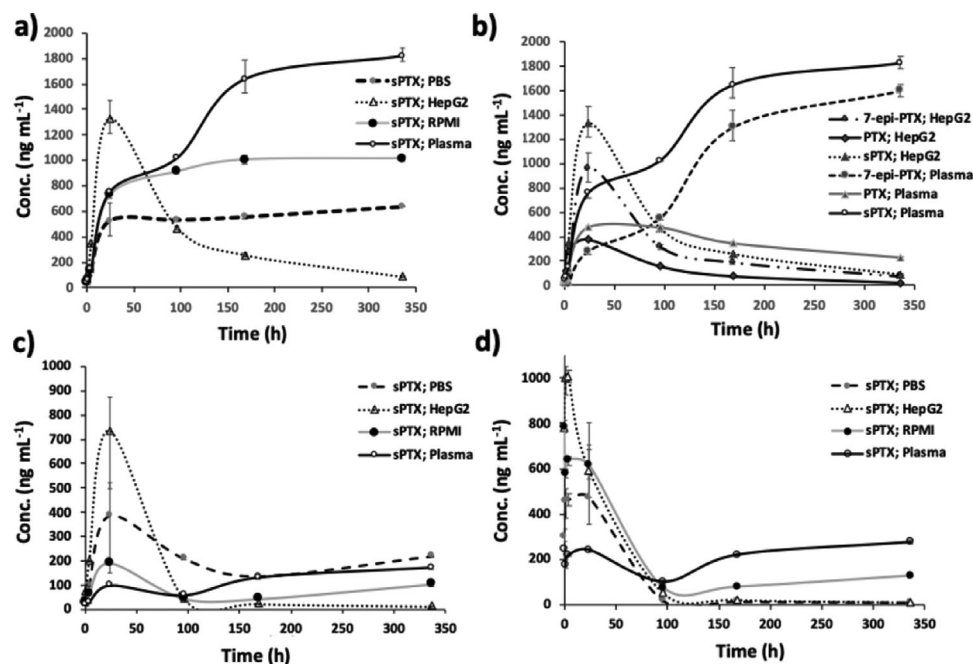 a)
Conc. (ng mL⁻¹)
2000
1800
1600
1400
1200
1000
800
600
400
200
0
sPTX; PBS
sPTX; HepG2
sPTX; RPMI
sPTX; Plasma
0 50 100 150 200 250 300 350
Time (h)
b)
Conc. (ng mL⁻¹)
2000
1800
1600
1400
1200
1000
800
600
400
200
0
7-epi-PTX; HepG2
PTX; HepG2
sPTX; HepG2
7-epi-PTX; Plasma
PTX; Plasma
sPTX; Plasma
0 50 100 150 200 250 300 350
Time (h)
c)
Conc. (ng mL⁻¹)
1000
900
800
700
600
500
400
300
200
100
0
sPTX; PBS
sPTX; HepG2
sPTX; RPMI
sPTX; Plasma
0 50 100 150 200 250 300 350
Time (h)
d)
Conc. (ng mL⁻¹)
1000
800
600
400
200
0
sPTX; PBS
sPTX; HepG2
sPTX; RPMI
sPTX; Plasma
0 50 100 150 200 250 300 350
Time (h)